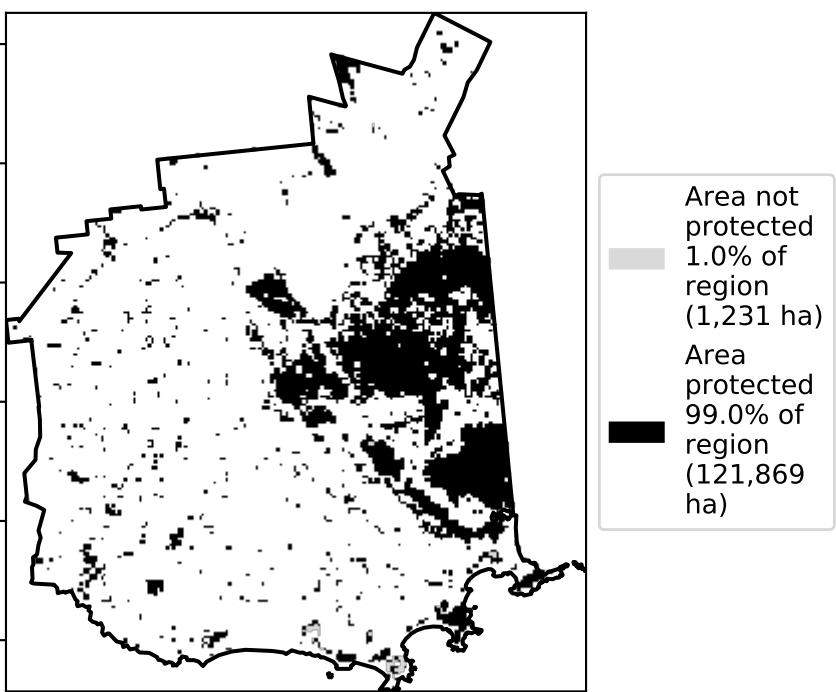 Area not
protected
1.0% of
region
(1,231 ha)
Area
protected
99.0% of
region
(121,869
ha)